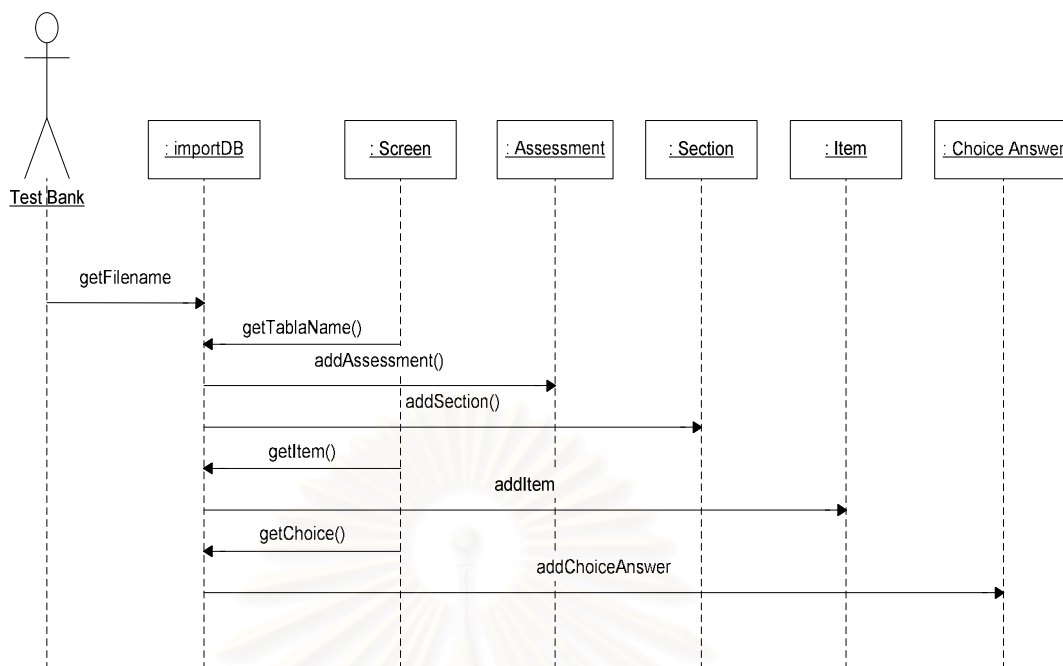 : importDB
: Screen
: Assessment
: Section
: Item
: Choice Answer
Test Bank
getFilename
getTablaName()
addAssessment()
addSection()
getItem()
addItem
getChoice()
addChoiceAnswer